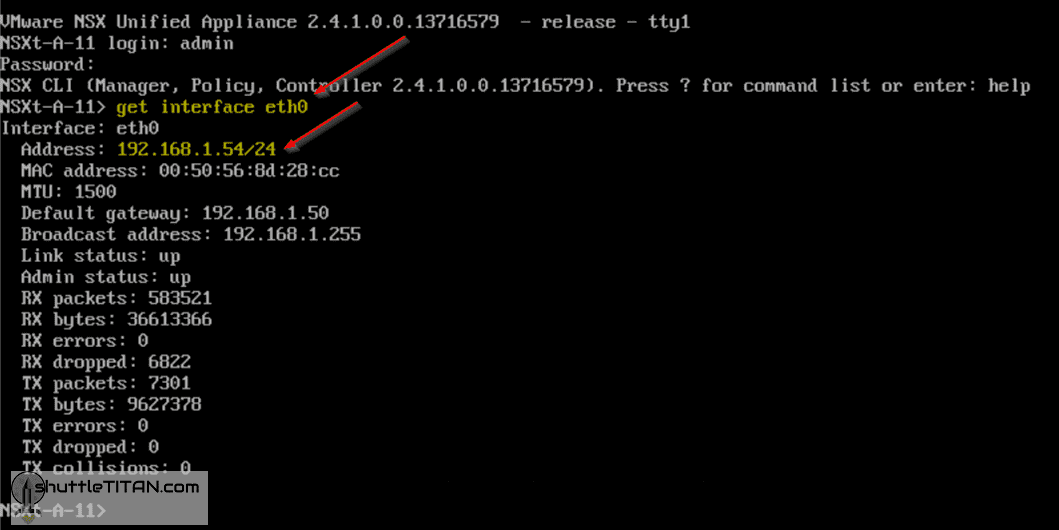 VMware NSX Unified Appliance 2.4.1.0.0.13716579  - release - tty1
NSXt-A-11 login: admin
Password:
NSX CLI (Manager, Policy, Controller 2.4.1.0.0.13716579). Press ? for command list or enter: help
NSXt-A-11> get interface eth0
Interface: eth0
  Address: 192.168.1.54/24
  MAC address: 00:50:56:8d:28:cc
  MTU: 1500
  Default gateway: 192.168.1.50
  Broadcast address: 192.168.1.255
  Link status: up
  Admin status: up
  RX packets: 583521
  RX bytes: 36613366
  RX errors: 0
  RX dropped: 6822
  TX packets: 7301
  TX bytes: 9627378
  TX errors: 0
  TX dropped: 0
  TX collisions: 0
shuttleTITAN.com
NSXt-A-11>